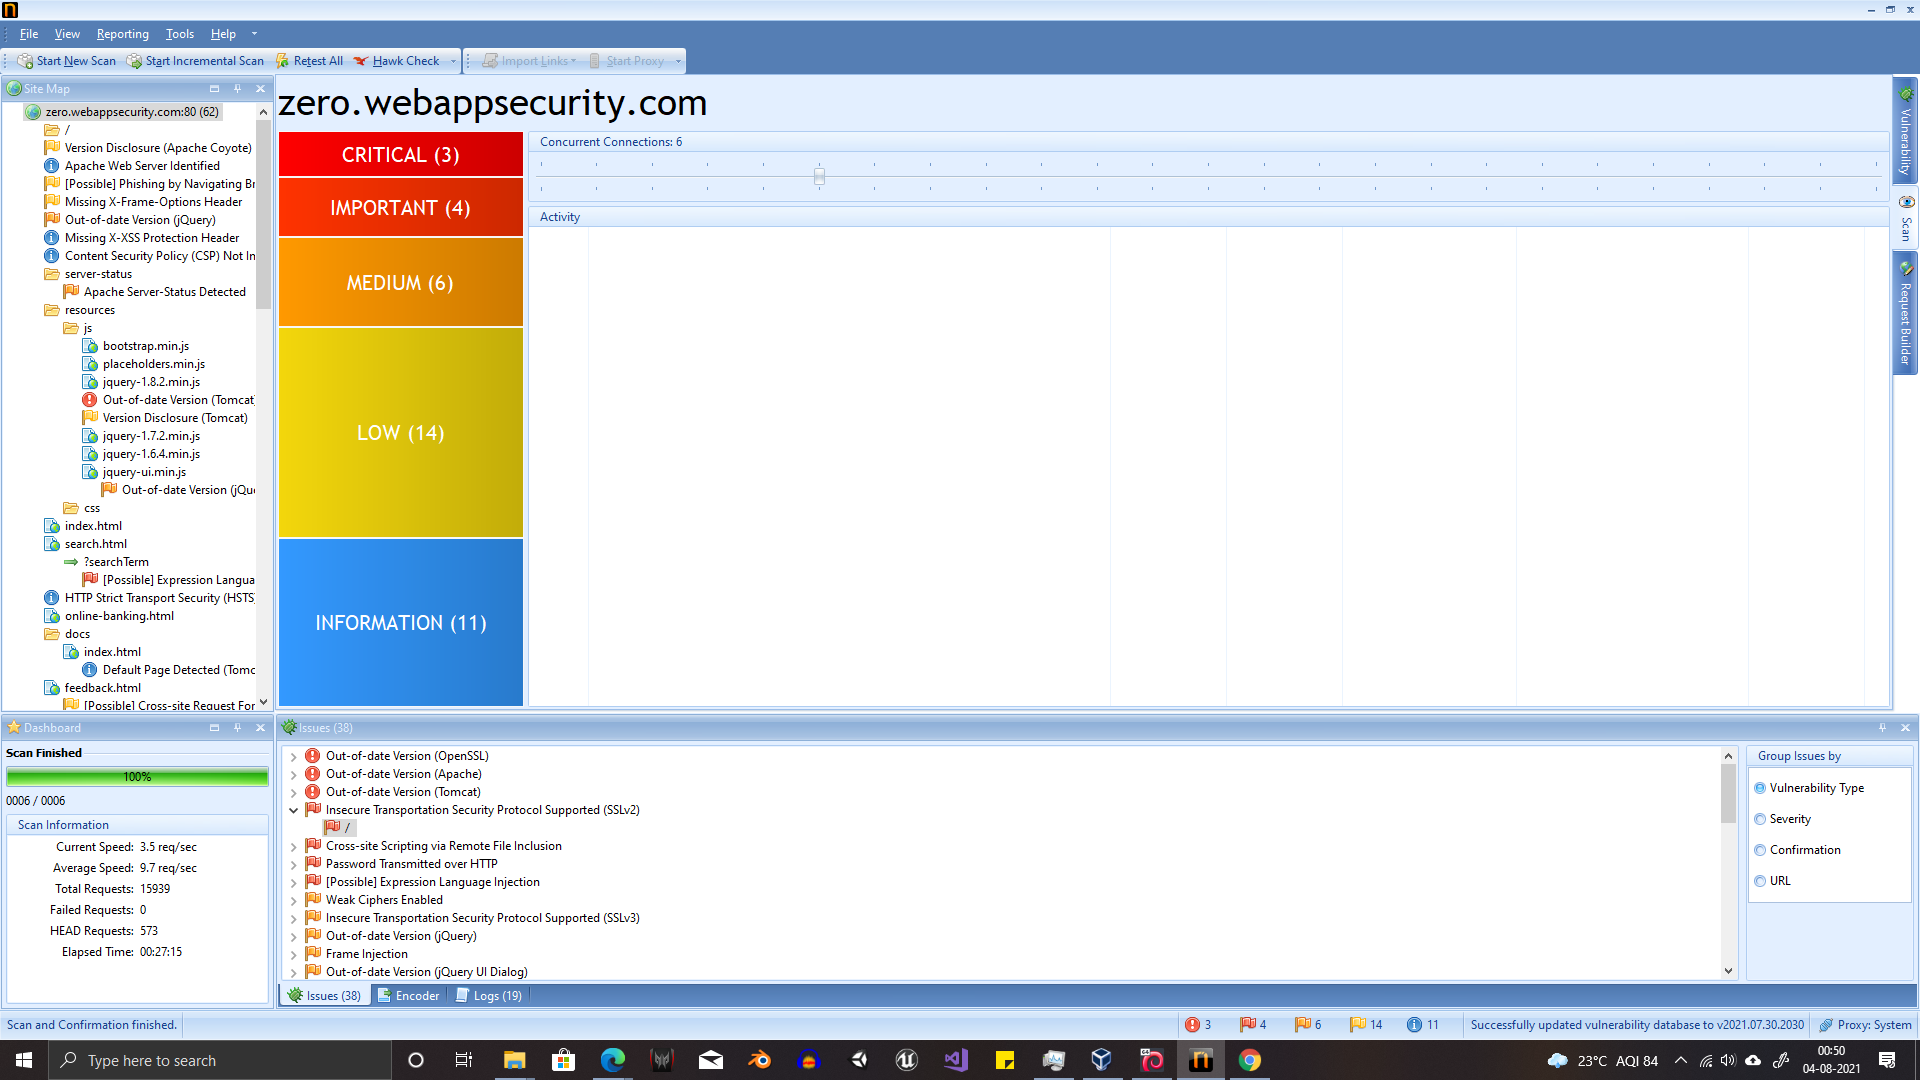 File View Reporting Tools Help
Start New Scan Start Incremental Scan Retest All Hawk Check Import Links Start Proxy
Site Map
zero.webappsecurity.com:80 (62)
/
Version Disclosure (Apache Coyote)
Apache Web Server Identified
[Possible] Phishing by Navigating Br
Missing X-Frame-Options Header
Out-of-date Version (jQuery)
Missing X-XSS Protection Header
Content Security Policy (CSP) Not In
server-status
Apache Server-Status Detected
resources
js
bootstrap.min.js
placeholders.min.js
jquery-1.8.2.min.js
Out-of-date Version (Tomcat
Version Disclosure (Tomcat)
jquery-1.7.2.min.js
jquery-1.6.4.min.js
jquery-ui.min.js
Out-of-date Version (jQu
css
index.html
search.html
?searchTerm
[Possible] Expression Langua
HTTP Strict Transport Security (HSTS
online-banking.html
docs
index.html
Default Page Detected (Tomc
feedback.html
[Possible] Cross-site Request For
zero.webappsecurity.com
CRITICAL (3)
IMPORTANT (4)
MEDIUM (6)
LOW (14)
INFORMATION (11)
Concurrent Connections: 6
Activity
Vulnerability
Scan
Request Builder
Dashboard
Scan Finished
100%
0006 / 0006
Scan Information
Current Speed: 3.5 req/sec
Average Speed: 9.7 req/sec
Total Requests: 15939
Failed Requests: 0
HEAD Requests: 573
Elapsed Time: 00:27:15
Issues (38)
Out-of-date Version (OpenSSL)
Out-of-date Version (Apache)
Out-of-date Version (Tomcat)
Insecure Transportation Security Protocol Supported (SSLv2)
/
Cross-site Scripting via Remote File Inclusion
Password Transmitted over HTTP
[Possible] Expression Language Injection
Weak Ciphers Enabled
Insecure Transportation Security Protocol Supported (SSLv3)
Out-of-date Version (jQuery)
Frame Injection
Out-of-date Version (jQuery UI Dialog)
Group Issues by
Vulnerability Type
Severity
Confirmation
URL
Issues (38) Encoder Logs (19)
Scan and Confirmation finished. 3 4 6 14 11 Successfully updated vulnerability database to v2021.07.30.2030 Proxy: System
Type here to search
23°C AQI 84
00:50
04-08-2021